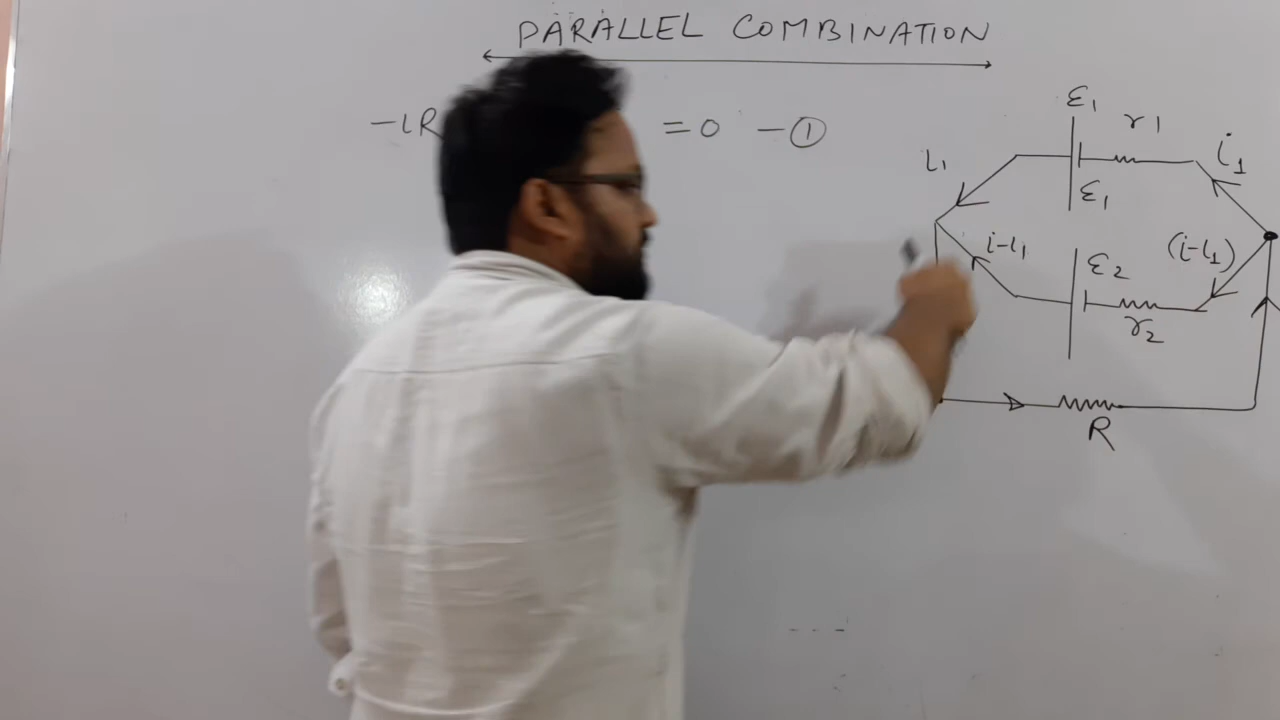 PARALLEL COMBINATION
-iR =0 -①
ε1
r1
i1
i1
ε1
i-i1
ε2
(i-i1)
r2
R